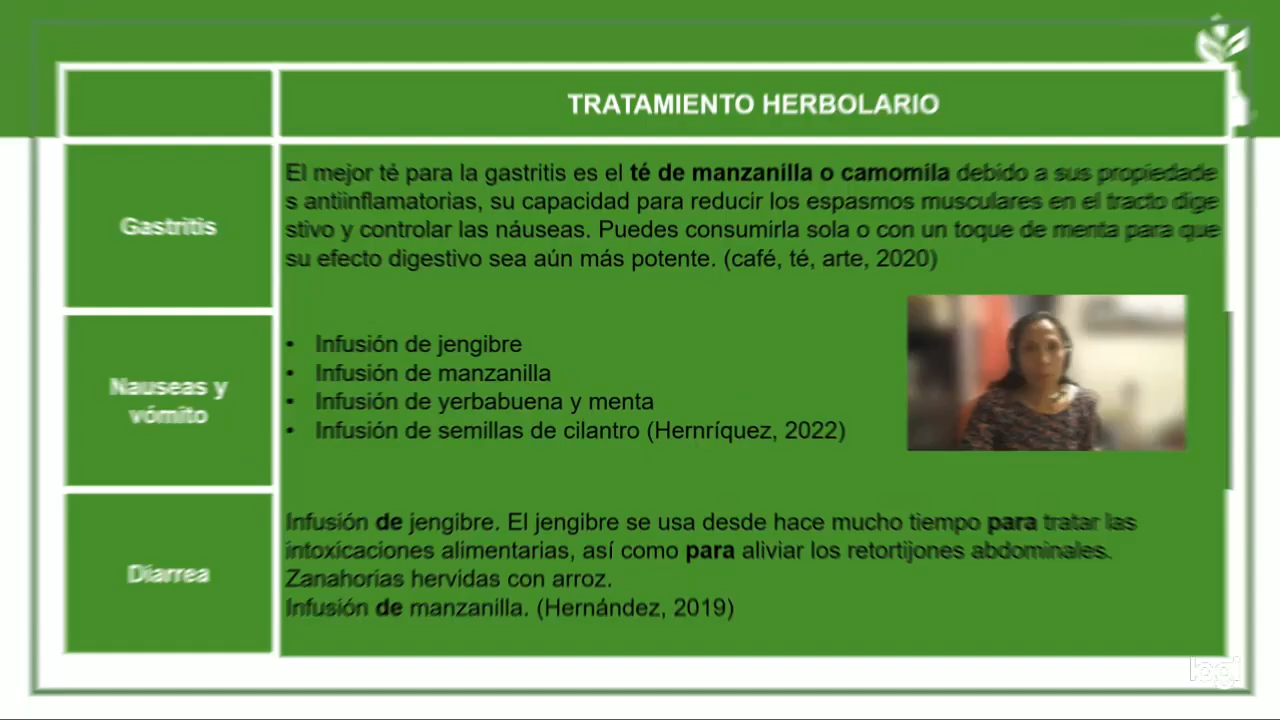 TRATAMIENTO HERBOLARIO
Gastritis
El mejor té para la gastritis es el té de manzanilla o camomila debido a sus propiedade
s antiinflamatorias, su capacidad para reducir los espasmos musculares en el tracto dige
stivo y controlar las náuseas. Puedes consumirla sola o con un toque de menta para que
su efecto digestivo sea aún más potente. (café, té, arte, 2020)
Nauseas y
vómito
• Infusión de jengibre
• Infusión de manzanilla
• Infusión de yerbabuena y menta
• Infusión de semillas de cilantro (Hernríquez, 2022)
Diarrea
Infusión de jengibre. El jengibre se usa desde hace mucho tiempo para tratar las
intoxicaciones alimentarias, así como para aliviar los retortijones abdominales.
Zanahorias hervidas con arroz.
Infusión de manzanilla. (Hernández, 2019)
logi